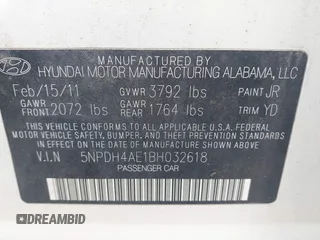 MANUFACTURED BY
HYUNDAI MOTOR MANUFACTURING ALABAMA, LLC
Feb/15/11 GVWR 3792 lbs PAINT JR
GAWR FRONT 2072 lbs GAWR REAR 1764 lbs TRIM YD
THIS VEHICLE CONFORMS TO ALL APPLICABLE U.S. FEDERAL MOTOR VEHICLE
SAFETY, BUMPER AND THEFT PREVENTION STANDARDS IN EFFECT ON THE DATE OF MANUFACTURE SHOWN ABOVE.
V.I.N 5NPDH4AE1BH032618
PASSENGER CAR
© IDRIVEANDBID